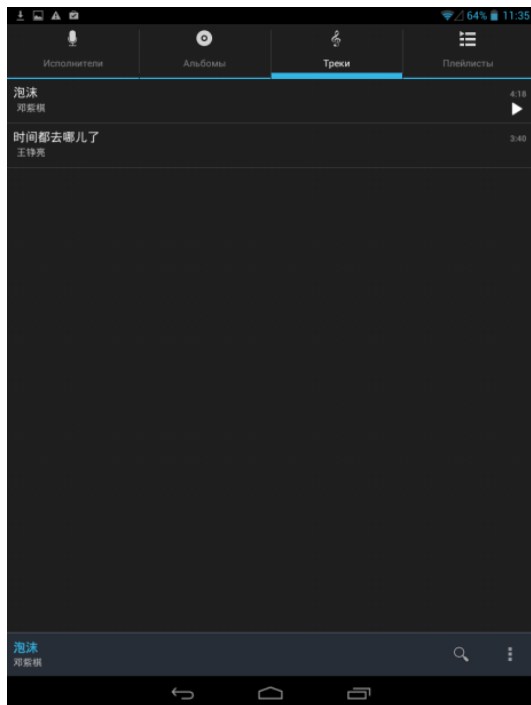 64% 11:35
Исполнители Альбомы Треки Плейлисты
泡沫 4:18
邓紫棋
时间都去哪儿了 3:40
王铮亮
泡沫
邓紫棋